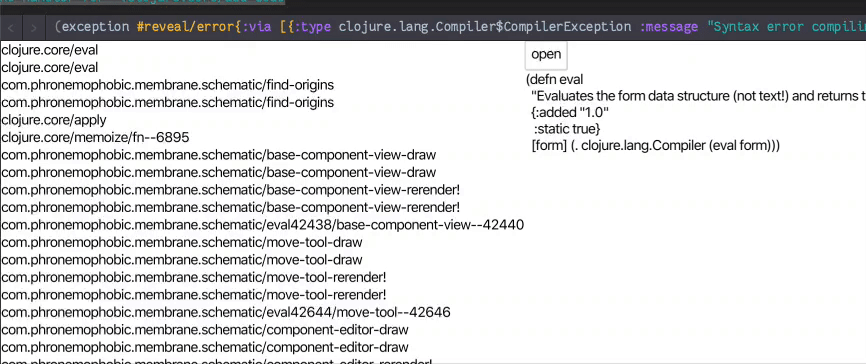 (exception #reveal/error{:via [{:type clojure.lang.Compiler$CompilerException :message "Syntax error compilin
clojure.core/eval
clojure.core/eval
com.phronemophobic.membrane.schematic/find-origins
com.phronemophobic.membrane.schematic/find-origins
clojure.core/apply
clojure.core/memoize/fn--6895
com.phronemophobic.membrane.schematic/base-component-view-draw
com.phronemophobic.membrane.schematic/base-component-view-draw
com.phronemophobic.membrane.schematic/base-component-view-rerender!
com.phronemophobic.membrane.schematic/base-component-view-rerender!
com.phronemophobic.membrane.schematic/eval42438/base-component-view--42440
com.phronemophobic.membrane.schematic/move-tool-draw
com.phronemophobic.membrane.schematic/move-tool-draw
com.phronemophobic.membrane.schematic/move-tool-rerender!
com.phronemophobic.membrane.schematic/move-tool-rerender!
com.phronemophobic.membrane.schematic/eval42644/move-tool--42646
com.phronemophobic.membrane.schematic/component-editor-draw
com.phronemophobic.membrane.schematic/component-editor-draw
com.phronemophobic.membrane.schematic/component-editor-rerender!
open
(defn eval
"Evaluates the form data structure (not text!) and returns t
{:added "1.0"
:static true}
[form] (. clojure.lang.Compiler (eval form)))